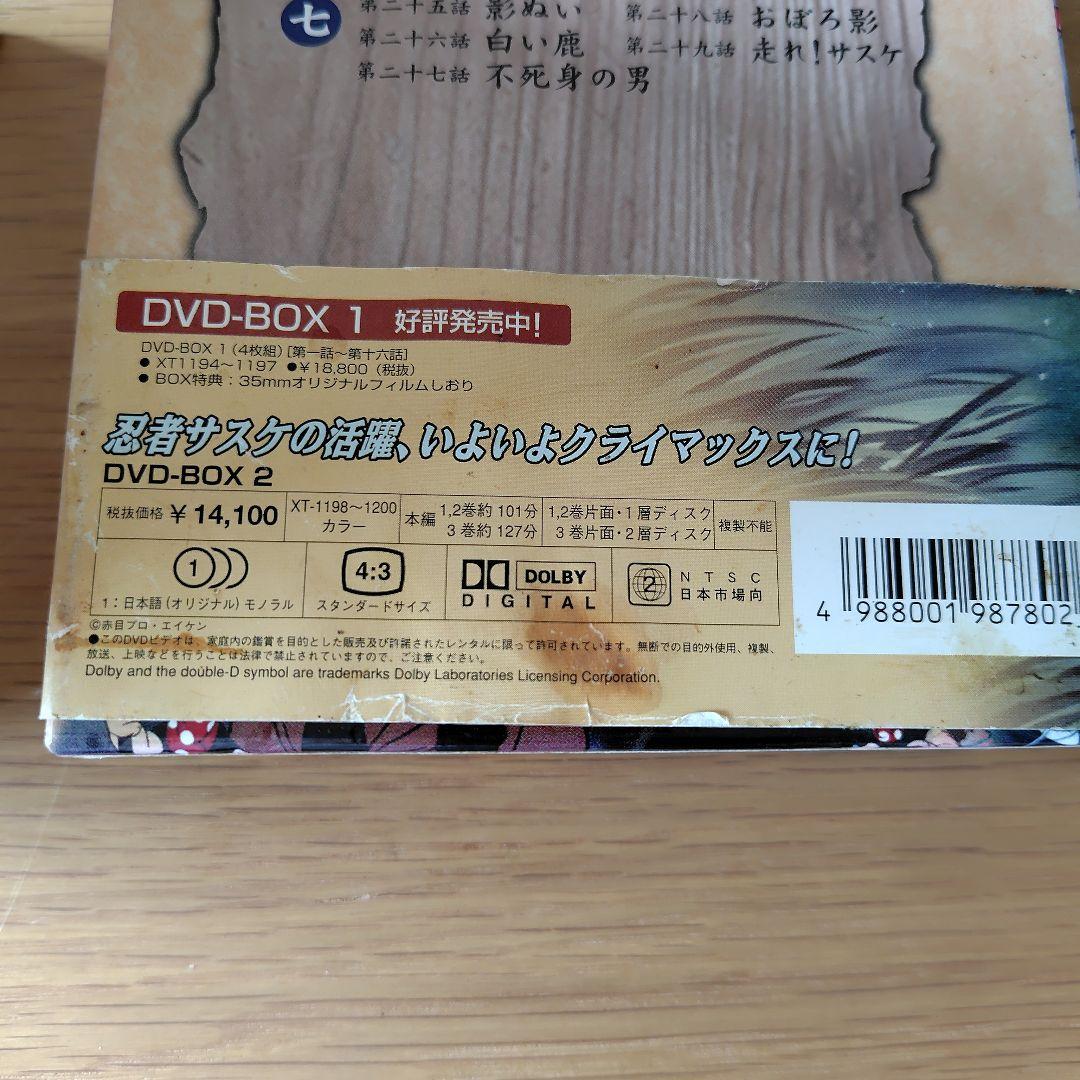 七
第二十五話 影ぬい
第二十六話 白い鹿
第二十七話 不死身の男
第二十八話 おぼろ影
第二十九話 走れ!サスケ
DVD-BOX 1 好評発売中!
DVD-BOX 1(4枚組)[第一話〜第十六話]
● XT1194〜1197 ●¥18,800(税抜)
● BOX特典:35mmオリジナルフィルムしおり
忍者サスケの活躍、いよいよクライマックスに!
DVD-BOX 2
税抜価格 ¥14,100
XT-1198〜1200
カラー
本編 1,2巻約 101分
3 巻約 127分
1,2巻片面・1層ディスク
3 巻片面・2層ディスク
複製不能
1
1:日本語(オリジナル)モノラル
4:3
スタンダードサイズ
DOLBY
DIGITAL
2
NTSC
日本市場向
4 988001 987802
©赤目プロ・エイケン
●このDVDビデオは、家庭内の鑑賞を目的とした販売及び許諾されたレンタルに限って許可されています。無断での目的外使用、複製、
放送、上映などを行うことは法律で禁止されていますので、ご注意ください。
Dolby and the double-D symbol are trademarks Dolby Laboratories Licensing Corporation.